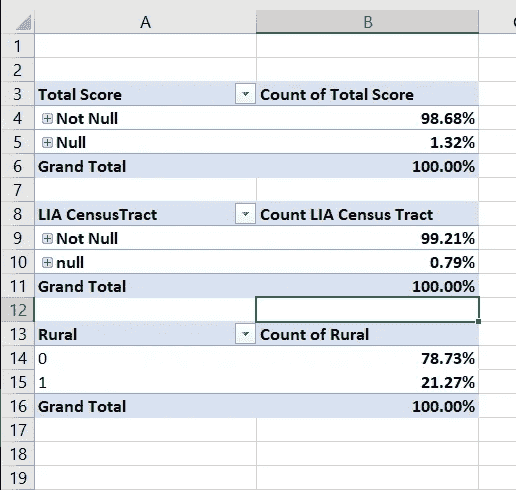 A B
1
2
3 Total Score Count of Total Score
4 Not Null 98.68%
5 Null 1.32%
6 Grand Total 100.00%
7
8 LIA CensusTract Count LIA Census Tract
9 Not Null 99.21%
10 null 0.79%
11 Grand Total 100.00%
12
13 Rural Count of Rural
14 0 78.73%
15 1 21.27%
16 Grand Total 100.00%
17
18
19